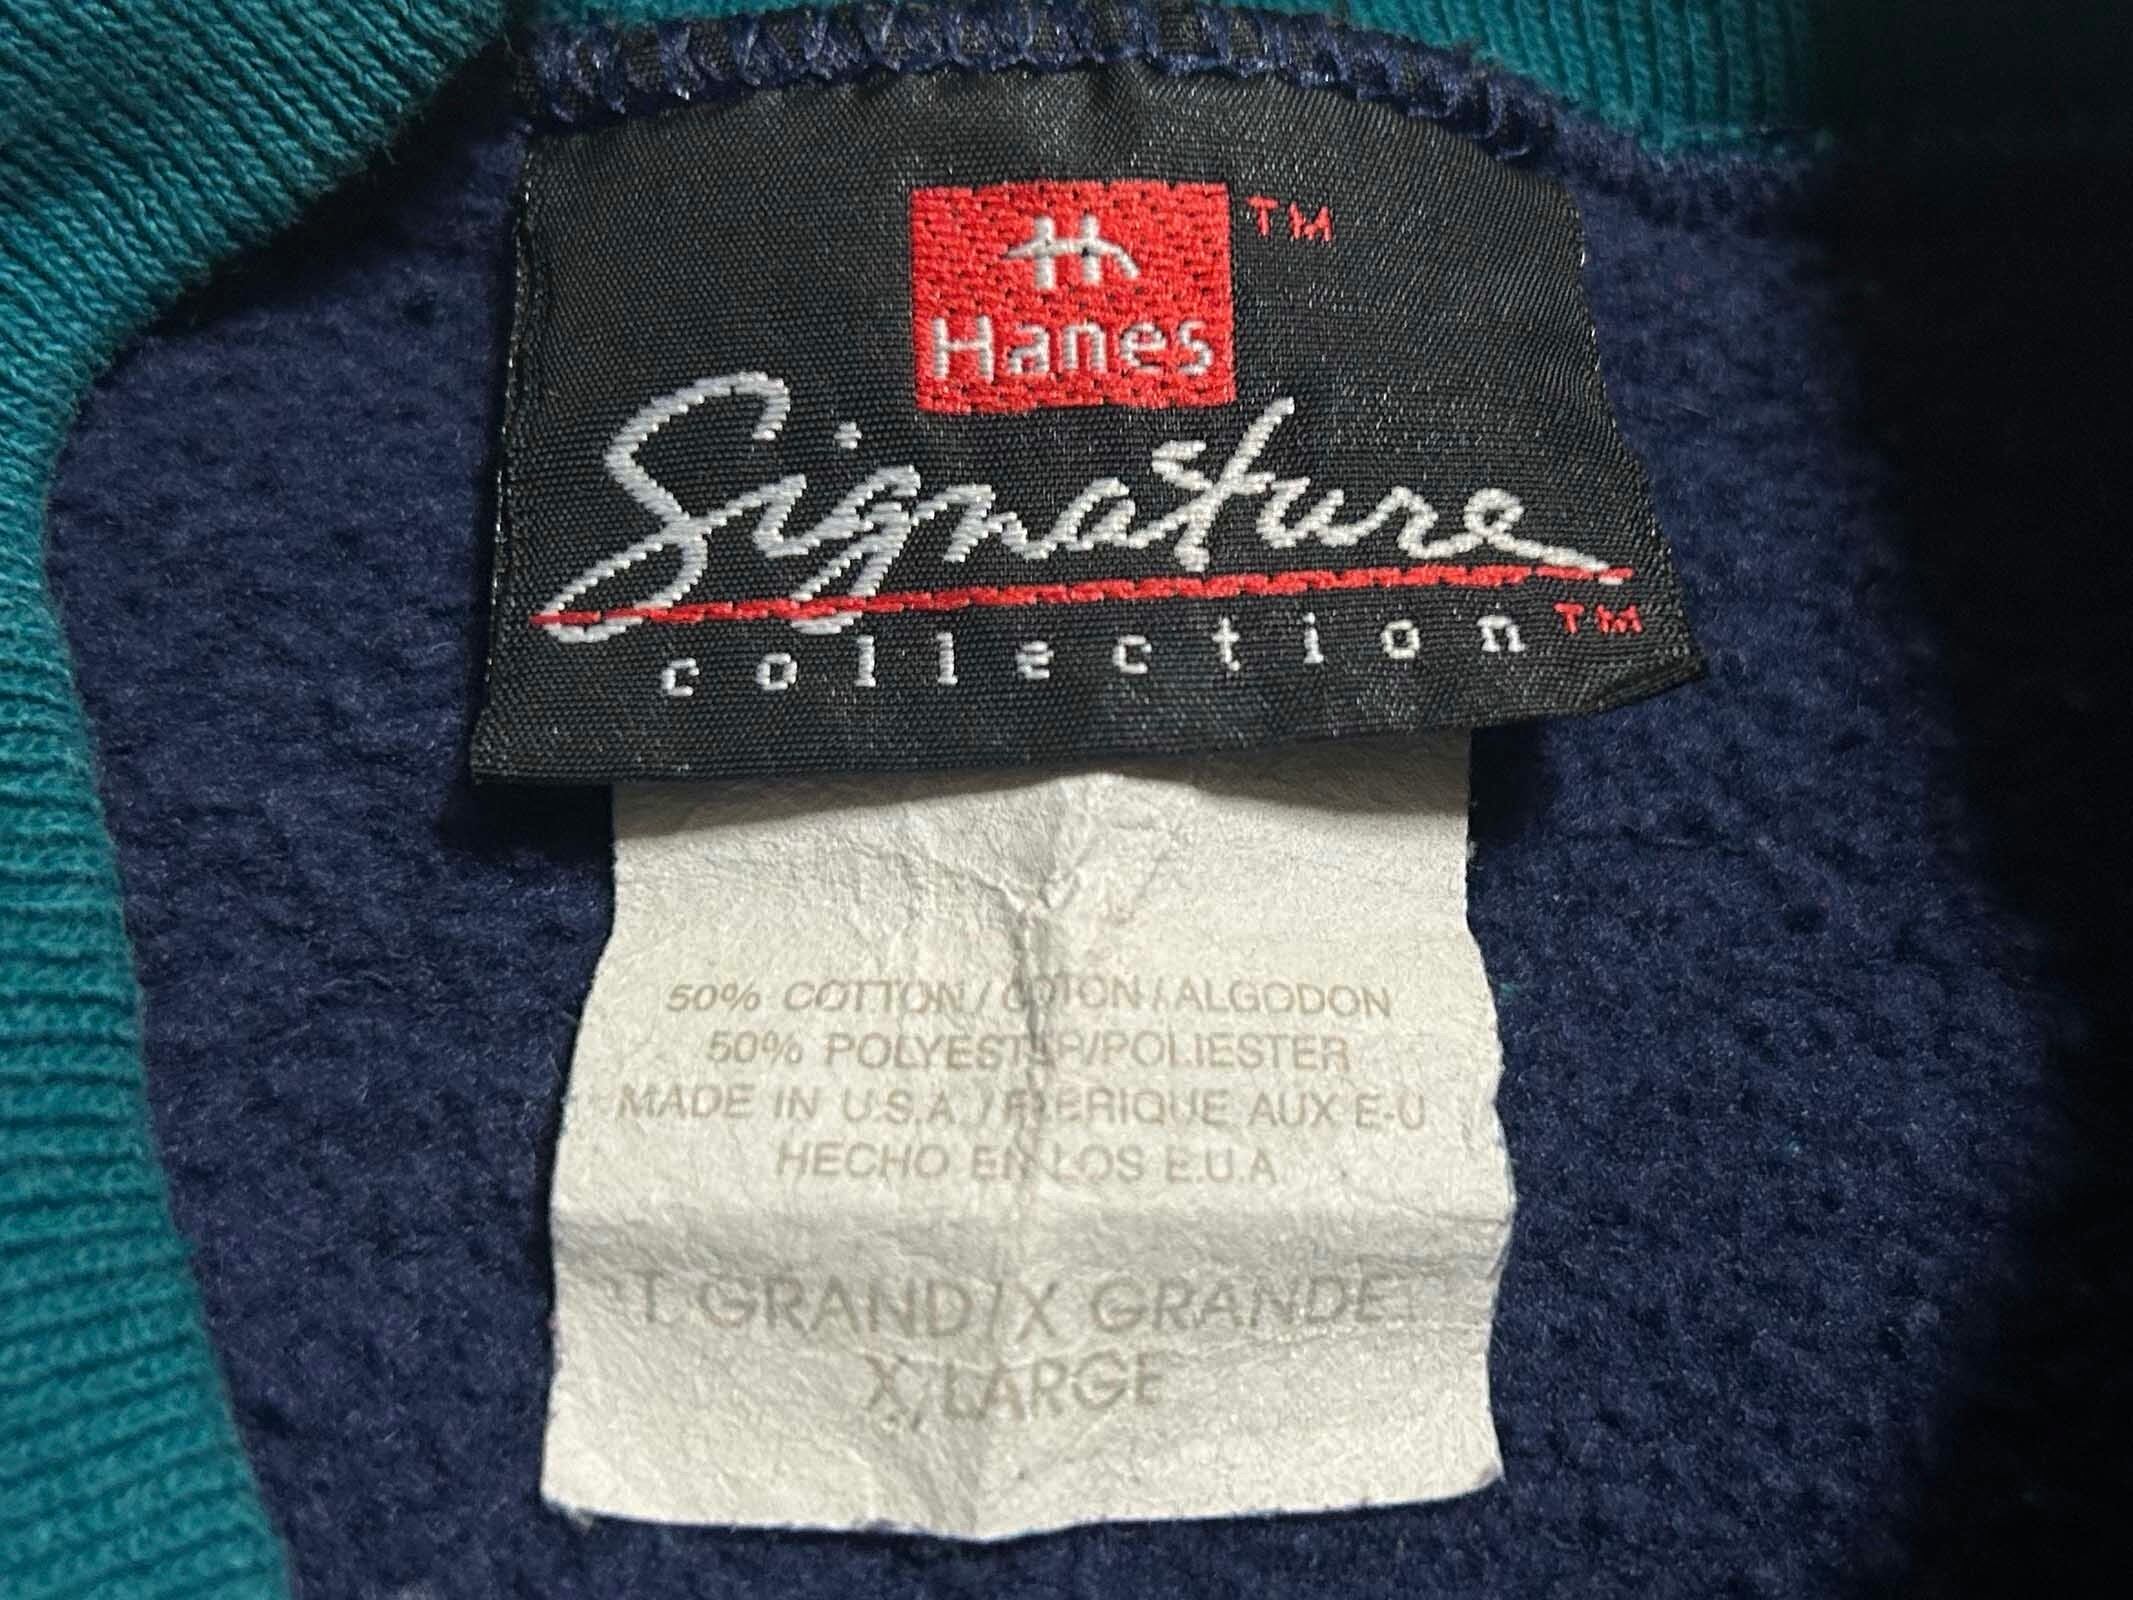 H TM
Hanes
Signature
collection TM
50% COTTON / COTON / ALGODON
50% POLYESTER/POLIESTER
MADE IN U.S.A. / FABRIQUE AUX E-U
HECHO EN LOS E.U.A
T. GRAND/X GRANDE
X/LARGE